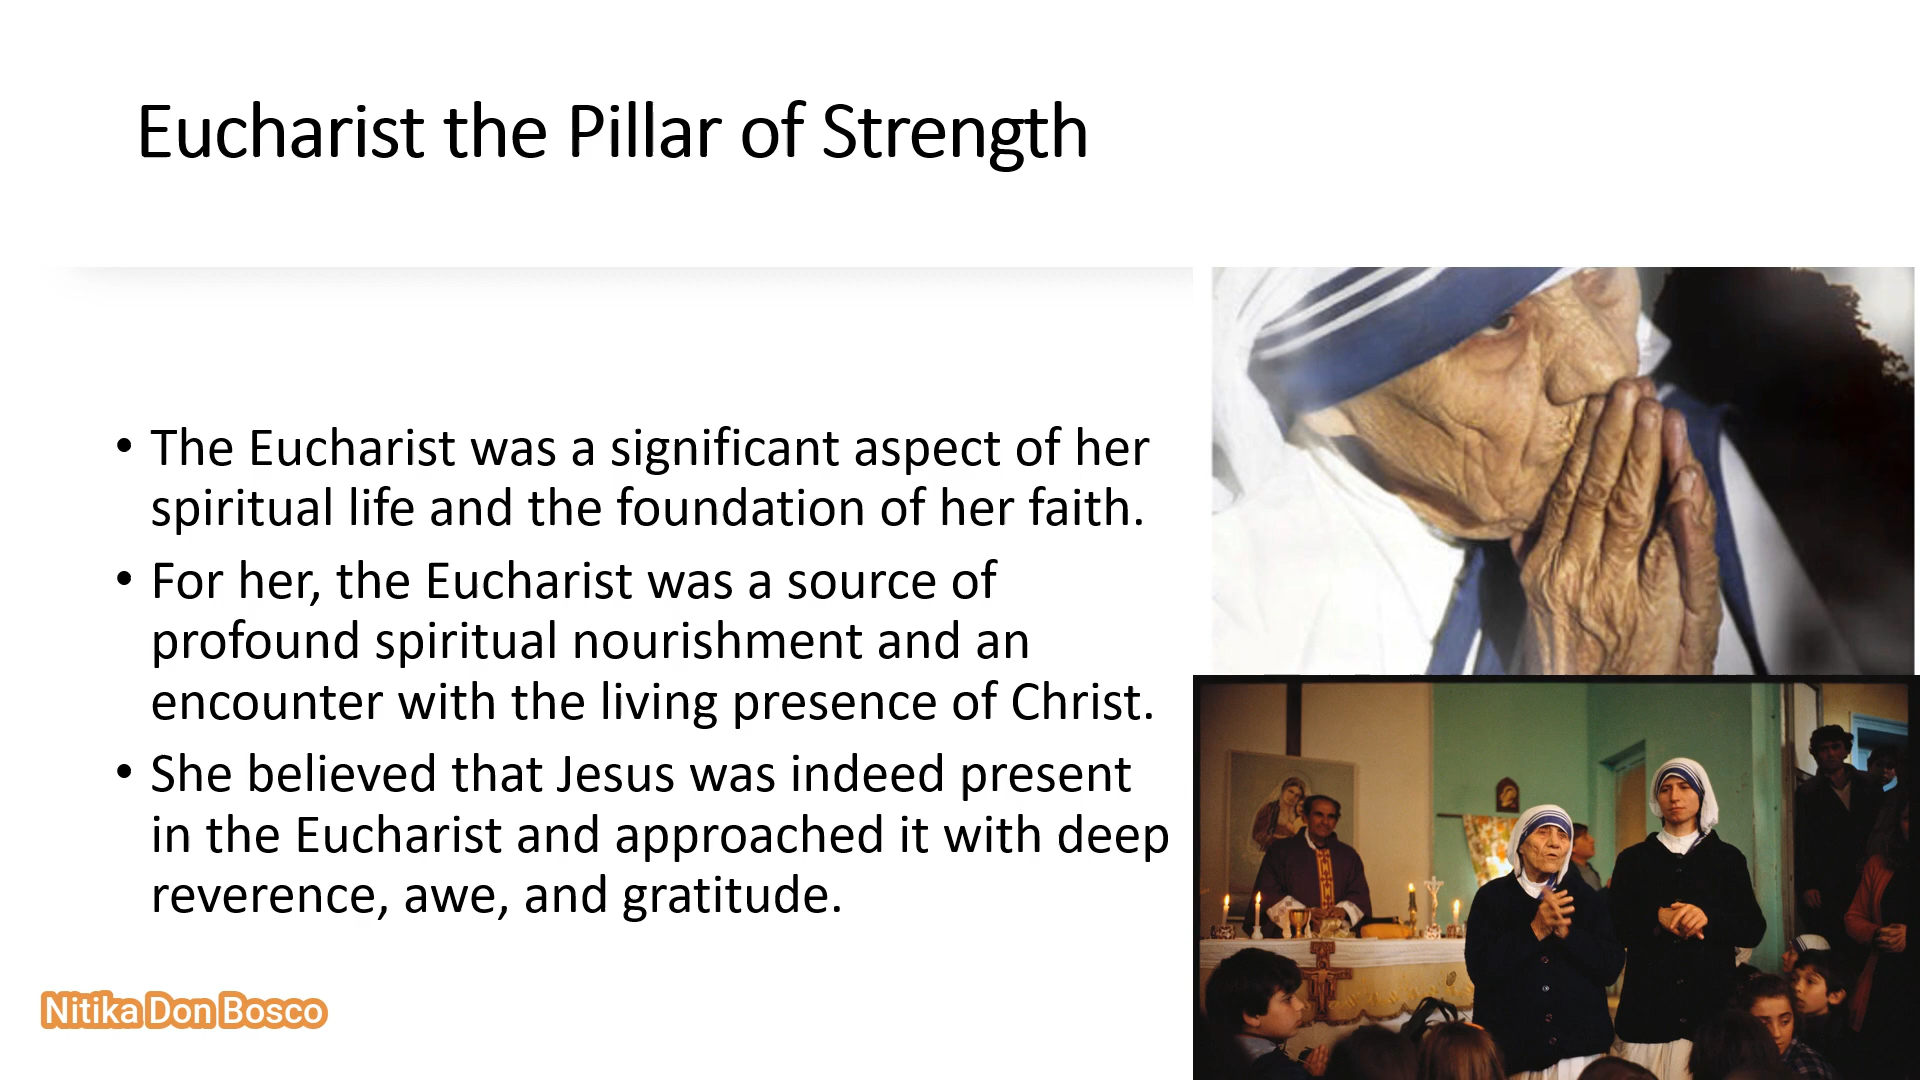 Eucharist the Pillar of Strength
• The Eucharist was a significant aspect of her
spiritual life and the foundation of her faith.
• For her, the Eucharist was a source of
profound spiritual nourishment and an
encounter with the living presence of Christ.
• She believed that Jesus was indeed present
in the Eucharist and approached it with deep
reverence, awe, and gratitude.
Nitika Don Bosco